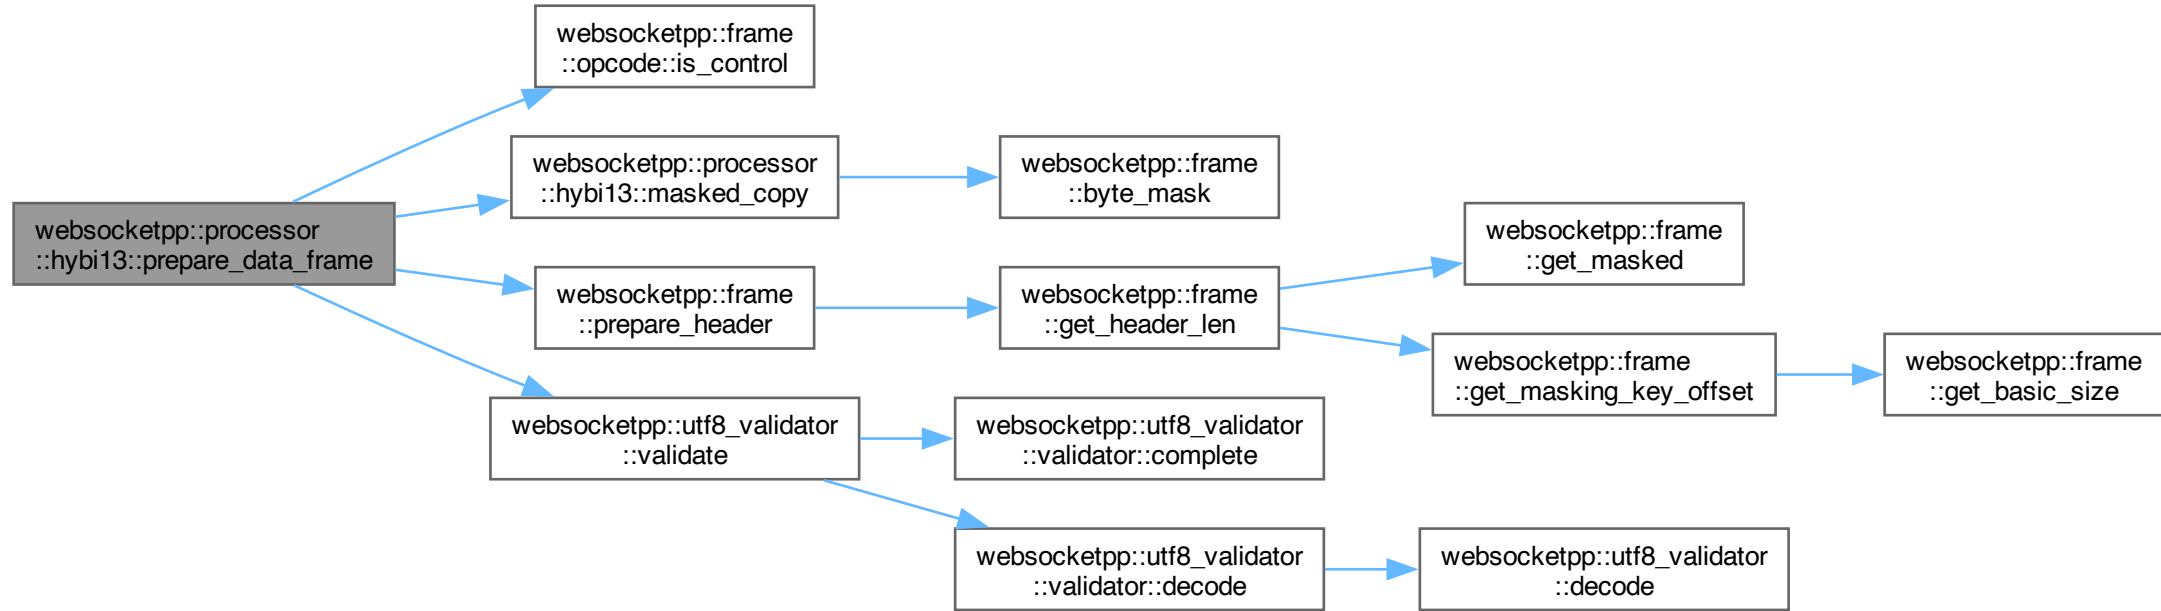 websocketpp::frame
::opcode::is_control
websocketpp::processor
::hybi13::masked_copy
websocketpp::frame
::byte_mask
websocketpp::processor
::hybi13::prepare_data_frame
websocketpp::frame
::prepare_header
websocketpp::frame
::get_header_len
websocketpp::frame
::get_masked
websocketpp::frame
::get_masking_key_offset
websocketpp::frame
::get_basic_size
websocketpp::utf8_validator
::validate
websocketpp::utf8_validator
::validator::complete
websocketpp::utf8_validator
::validator::decode
websocketpp::utf8_validator
::decode